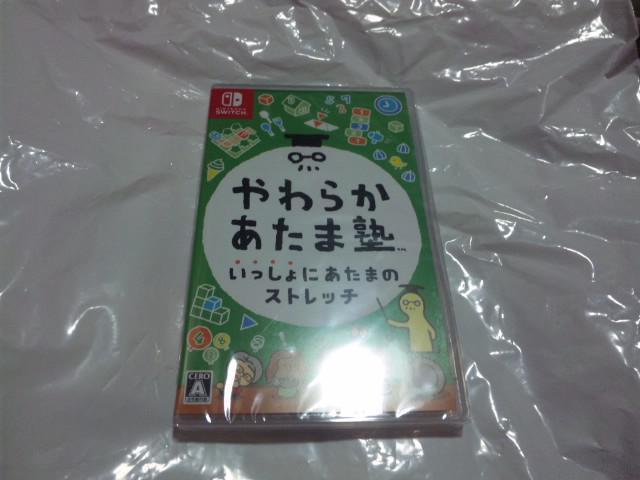 NINTENDO
SWITCH
やわらか
あたま塾
いっしょにあたまの
ストレッチ
CERO
A